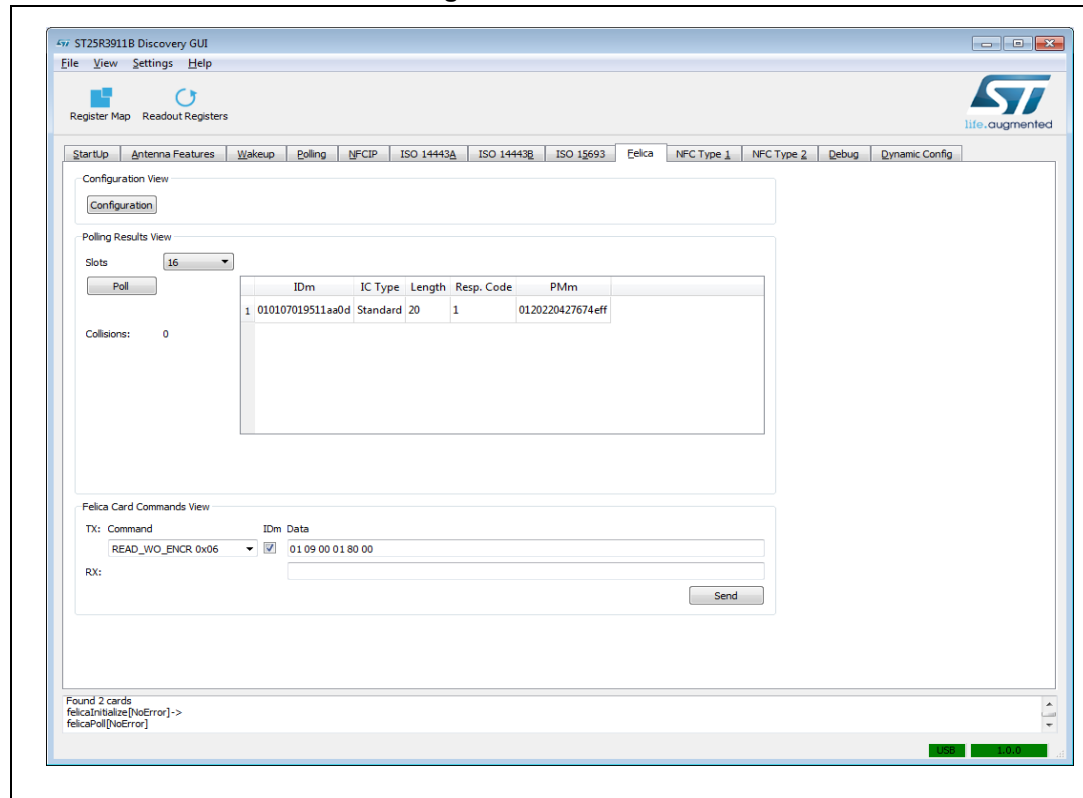 ST25R3911B Discovery GUI
File View Settings Help
Register Map Readout Registers
life.augmented
StartUp Antenna Features Wakeup Polling NFCIP ISO 14443A ISO 14443B ISO 15693 Felica NFC Type 1 NFC Type 2 Debug Dynamic Config
Configuration View
Configuration
Polling Results View
Slots 16
Poll
IDm IC Type Length Resp. Code PMm
1 010107019511aa0d Standard 20 1 0120220427674eff
Collisions: 0
Felica Card Commands View
TX: Command IDm Data
READ_WO_ENCR 0x06 01 09 00 01 80 00
RX:
Send
Found 2 cards
felicaInitialize[NoError]->
felicaPoll[NoError]
USB 1.0.0